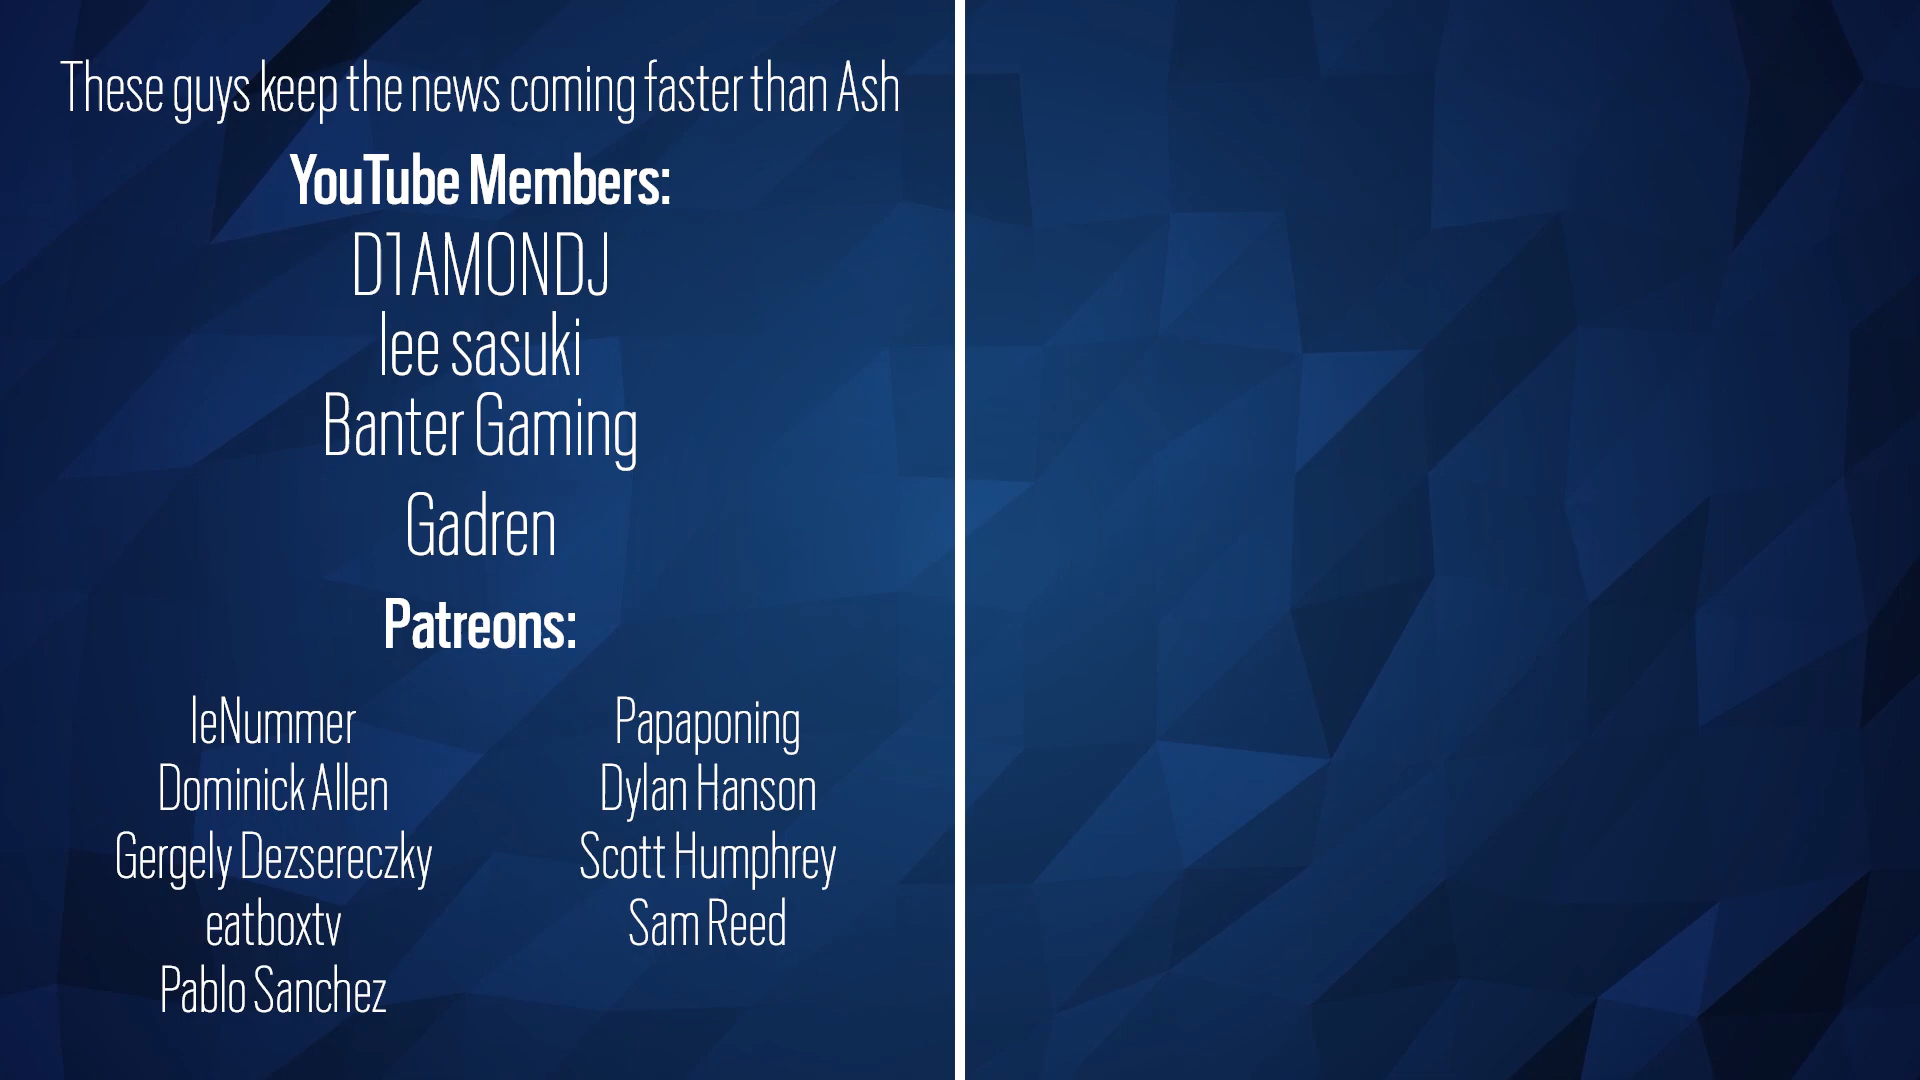 These guys keep the news coming faster than Ash
YouTube Members:
D1AMONDJ
lee sasuki
Banter Gaming
Gadren
Patreons:
leNummer
Dominick Allen
Gergely Dezsereczky
eatboxtv
Pablo Sanchez
Papaponing
Dylan Hanson
Scott Humphrey
Sam Reed